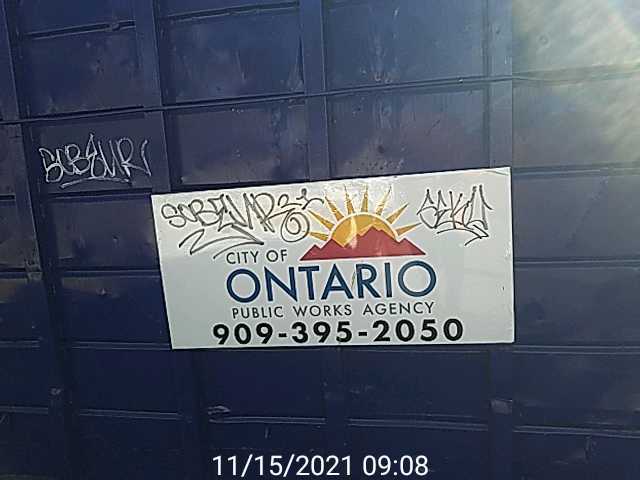 CITY OF
ONTARIO
PUBLIC WORKS AGENCY
909-395-2050
11/15/2021 09:08